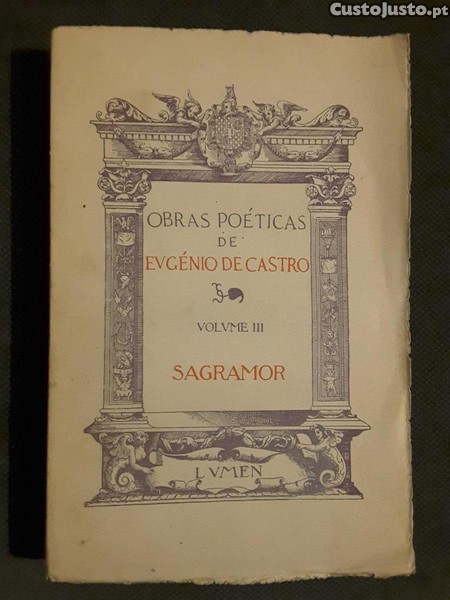 CustoJusto.pt
OBRAS POÉTICAS
DE
EVGÉNIO DE CASTRO
VOLVME III
SAGRAMOR
LVMEN